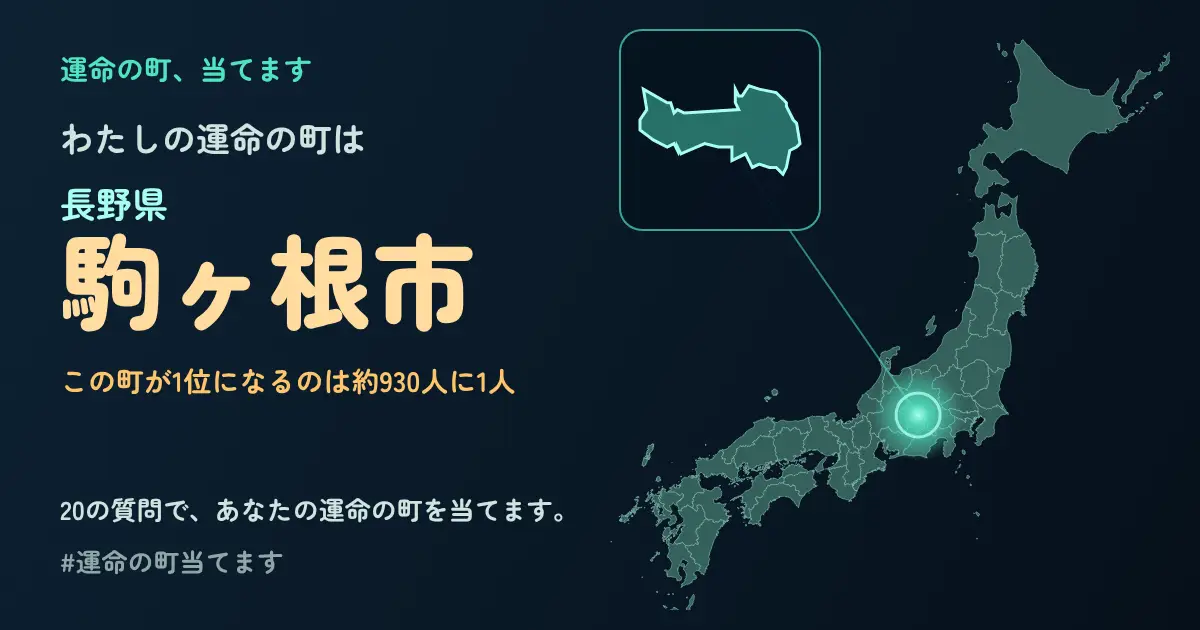 運命の町、当てます
わたしの運命の町は
長野県
駒ヶ根市
この町が1位になるのは約930人に1人
20の質問で、あなたの運命の町を当てます。
#運命の町当てます